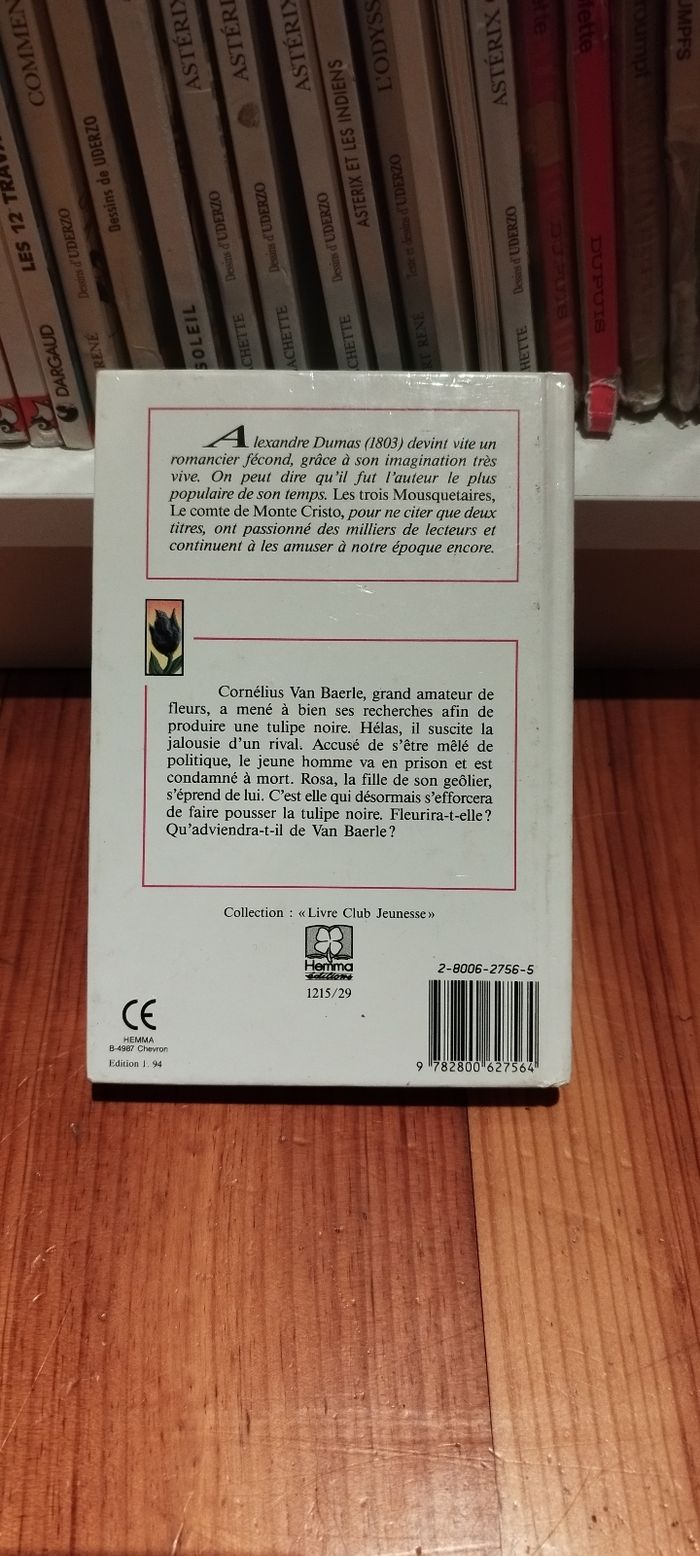 COMMEN
ASTÉRIX
ASTÉRIX
ASTÉRIX
L'ODYSS
ASTÉRIX
LES 12 TRAVA
Dessins d'UDERZO
Dessins de UDERZO
Dessins d'UDERZO
Dessins d'UDERZO
Dessins d'UDERZO
ASTERIX ET LES INDIENS
Texte et dessins d'UDERZO
Dessins d'UDERZO
DARGAUD
RENÉ
SOLEIL
CHETTE
ACHETTE
ACHETTE
RT RENÉ
HETTE
DUPUIS
DUPUIS
Alexandre Dumas (1803) devint vite un
romancier fécond, grâce à son imagination très
vive. On peut dire qu'il fut l'auteur le plus
populaire de son temps. Les trois Mousquetaires,
Le comte de Monte Cristo, pour ne citer que deux
titres, ont passionné des milliers de lecteurs et
continuent à les amuser à notre époque encore.
Cornélius Van Baerle, grand amateur de
fleurs, a mené à bien ses recherches afin de
produire une tulipe noire. Hélas, il suscite la
jalousie d'un rival. Accusé de s'être mêlé de
politique, le jeune homme va en prison et est
condamné à mort. Rosa, la fille de son geôlier,
s'éprend de lui. C'est elle qui désormais s'efforcera
de faire pousser la tulipe noire. Fleurira-t-elle ?
Qu'adviendra-t-il de Van Baerle ?
Collection : « Livre Club Jeunesse »
Hemma
éditions
1215/29
2-8006-2756-5
9 782800 627564
CE
HEMMA
B-4987 Chevron
Edition 1. 94